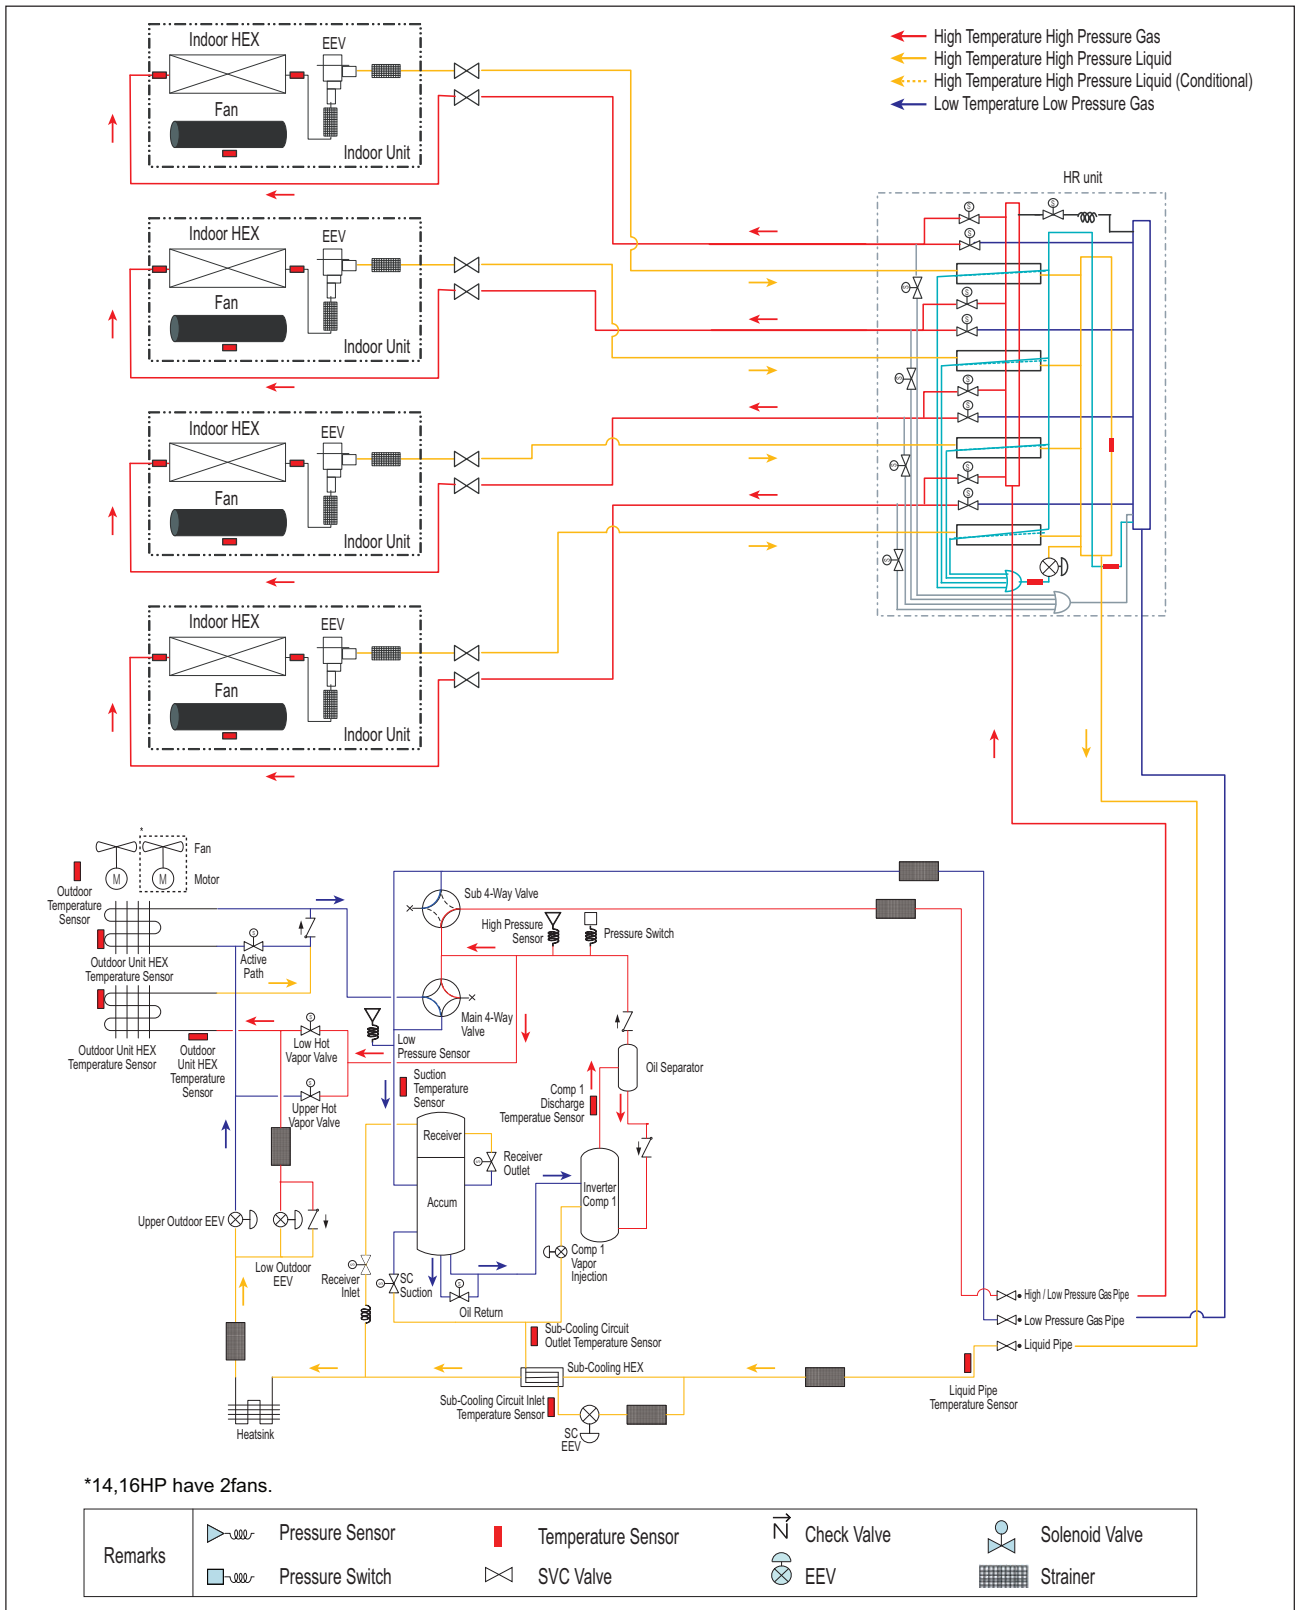 High Temperature High Pressure Gas
High Temperature High Pressure Liquid
High Temperature High Pressure Liquid (Conditional)
Low Temperature Low Pressure Gas
Indoor HEX
EEV
Fan
Indoor Unit
HR unit
S
S
S
S
S
S
S
S
S
S
S
S
Indoor HEX
EEV
Fan
Indoor Unit
Indoor HEX
EEV
Fan
Indoor Unit
Indoor HEX
EEV
Fan
Indoor Unit
*
Fan
M
M
Motor
Outdoor
Temperature
Sensor
S
Active
Path
Outdoor Unit HEX
Temperature Sensor
Outdoor Unit HEX
Temperature Sensor
Outdoor
Unit HEX
Temperature
Sensor
S
Low Hot
Vapor Valve
S
Upper Hot
Vapor Valve
Sub 4-Way Valve
High Pressure
Sensor
Pressure Switch
Main 4-Way
Valve
Low
Pressure Sensor
Suction
Temperature
Sensor
Oil Separator
Comp 1
Discharge
Temperatue Sensor
Receiver
Receiver
Outlet
Accum
Inverter
Comp 1
Upper Outdoor EEV
Low Outdoor
EEV
Receiver
Inlet
SC
Suction
S
Oil Return
Comp 1
Vapor
Injection
High / Low Pressure Gas Pipe
Low Pressure Gas Pipe
Liquid Pipe
Sub-Cooling Circuit
Outlet Temperature Sensor
Sub-Cooling HEX
Sub-Cooling Circuit Inlet
Temperature Sensor
SC
EEV
Liquid Pipe
Temperature Sensor
Heatsink
*14,16HP have 2fans.
Remarks
Pressure Sensor
Temperature Sensor
Check Valve
Solenoid Valve
Pressure Switch
SVC Valve
EEV
Strainer